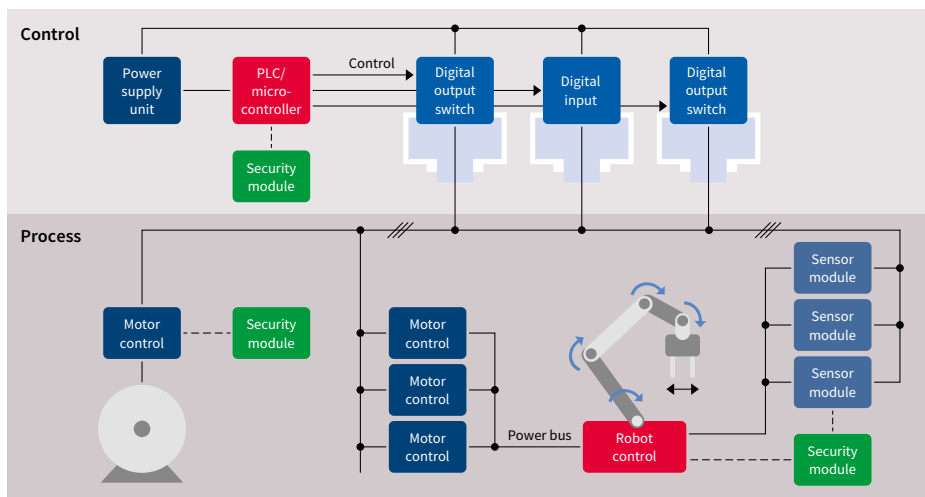 Control
Power
supply
unit
PLC/
micro-
controller
Control
Digital
output
switch
Digital
input
Digital
output
switch
Security
module
Process
Motor
control
Security
module
Motor
control
Motor
control
Motor
control
Power bus
Robot
control
Sensor
module
Sensor
module
Sensor
module
Security
module